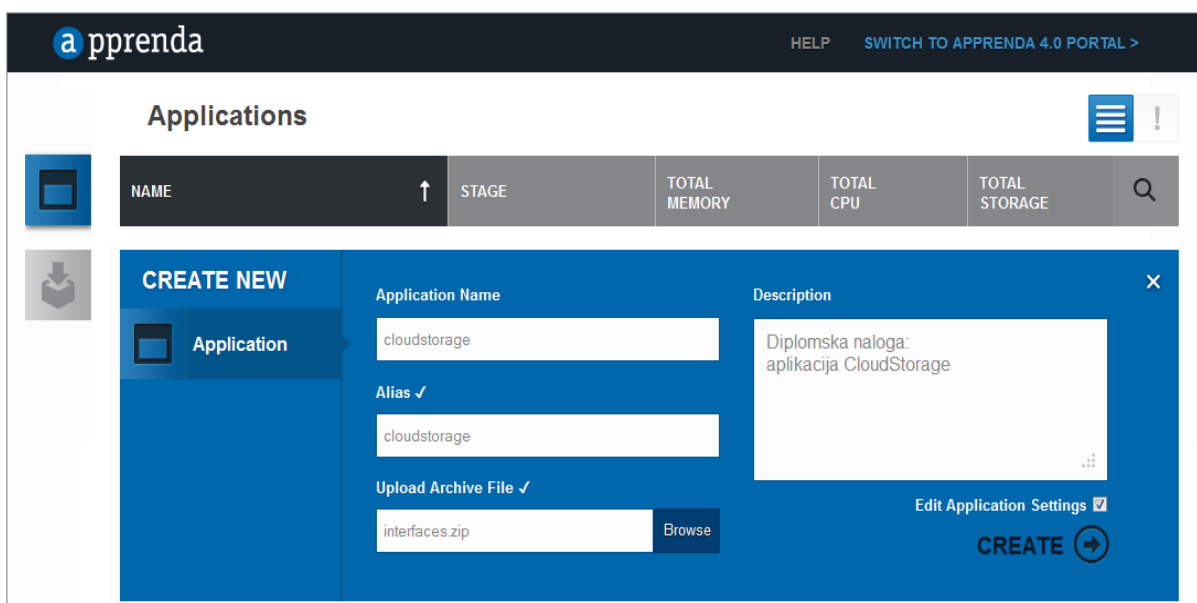 apprenda
HELP
SWITCH TO APPRENDA 4.0 PORTAL >
Applications
!
NAME
STAGE
TOTAL
MEMORY
TOTAL
CPU
TOTAL
STORAGE
CREATE NEW
Application
Application Name
cloudstorage
Alias ✓
cloudstorage
Upload Archive File ✓
interfaces.zip
Browse
Description
Diplomska naloga:
aplikacija CloudStorage
Edit Application Settings
CREATE